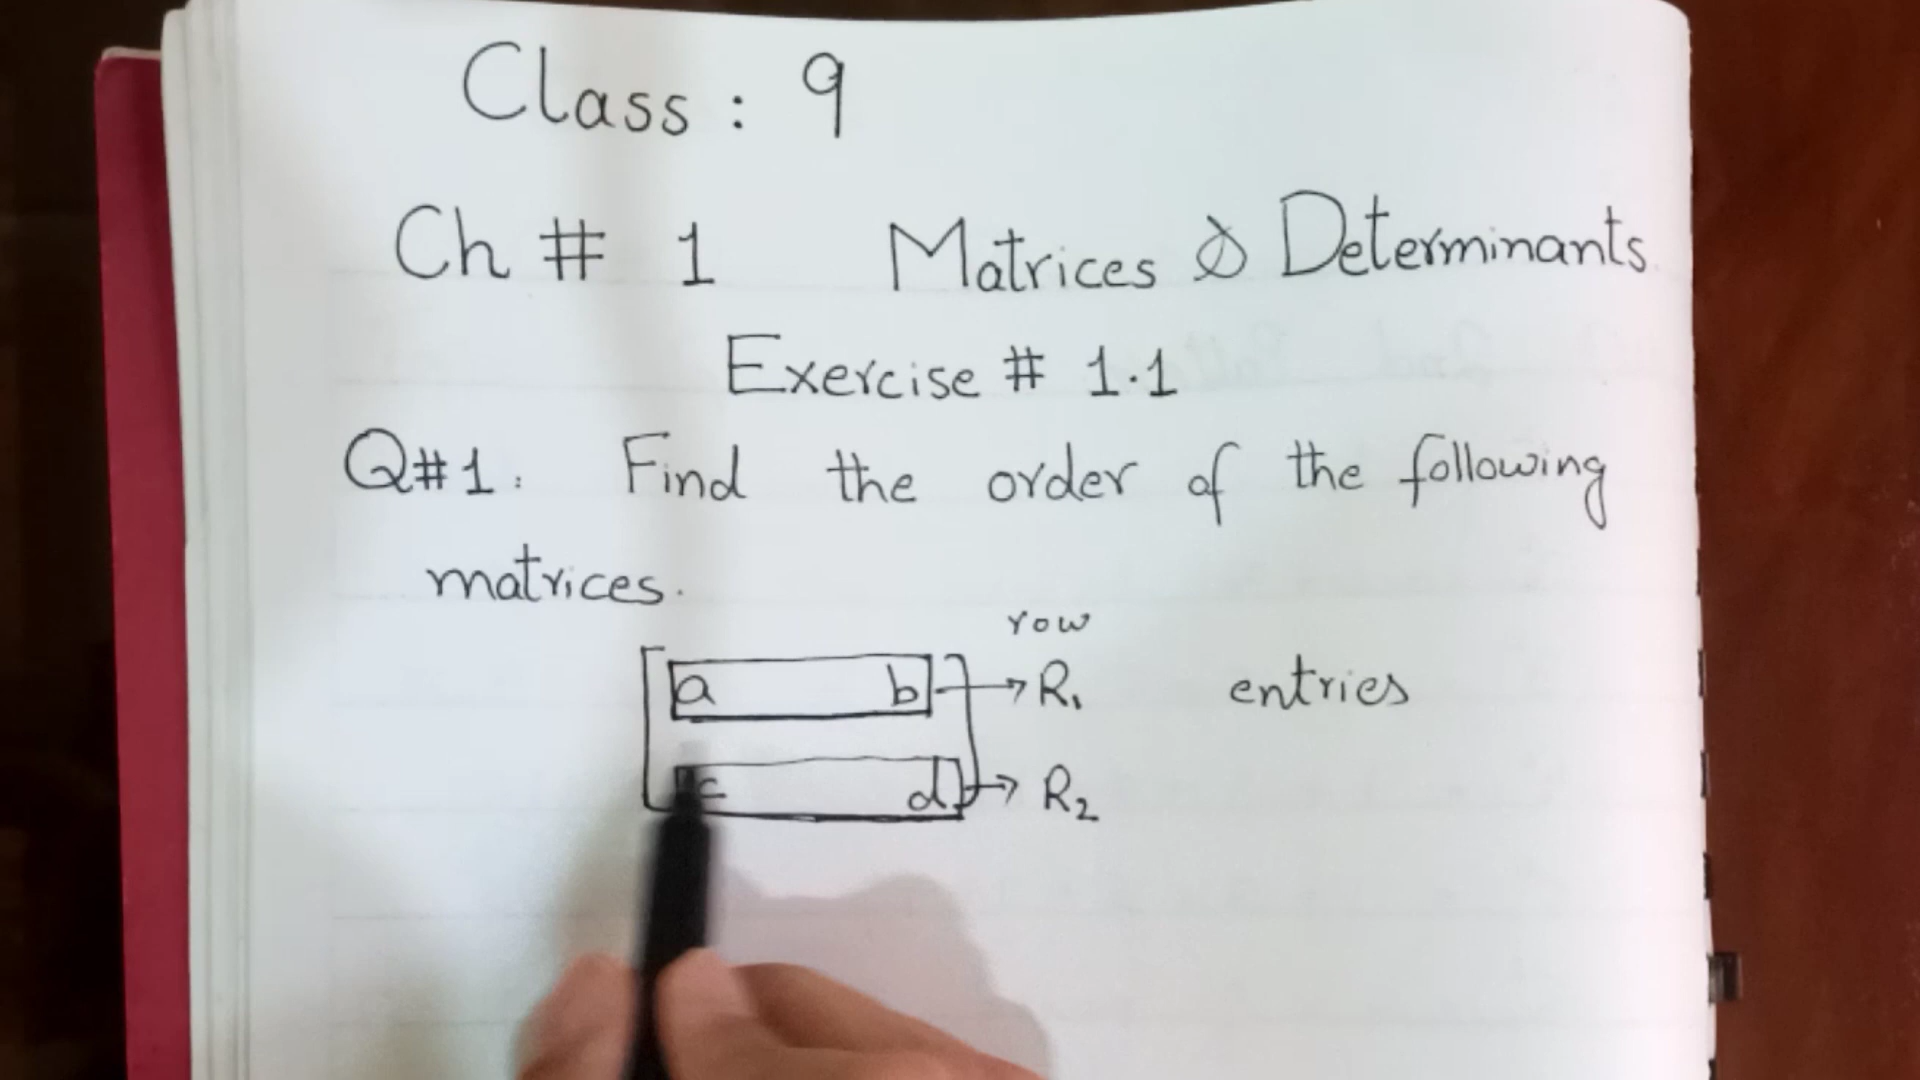 Class : 9
Ch # 1 Matrices & Determinants
Exercise # 1.1
Q#1. Find the order of the following
matrices.
row
a b → R₁ entries
c d → R₂